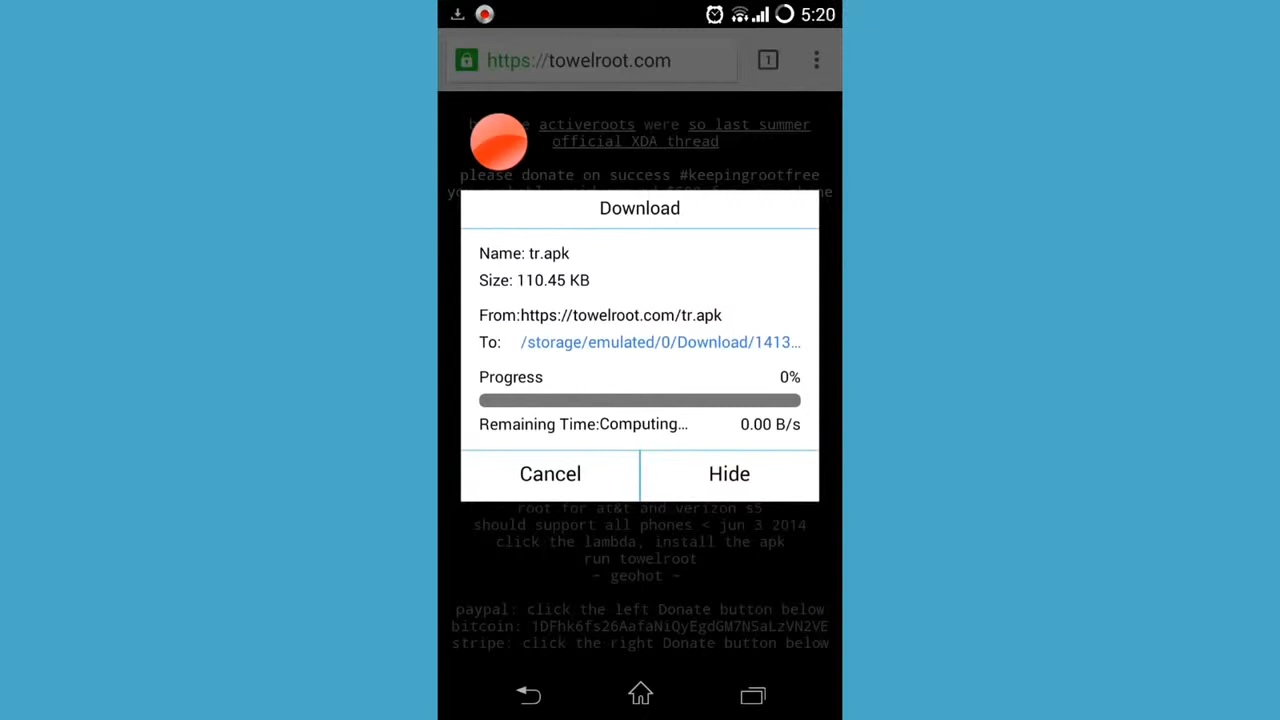 5:20
https://towelroot.com
1
activeroots were so last summer
official XDA thread
please donate on success #keepingrootfree
Download
Name: tr.apk
Size: 110.45 KB
From:https://towelroot.com/tr.apk
To: /storage/emulated/0/Download/1413...
Progress 0%
Remaining Time:Computing... 0.00 B/s
Cancel Hide
root for at&t and verizon s5
should support all phones < jun 3 2014
click the lambda, install the apk
run towelroot
~ geohot ~
paypal: click the left Donate button below
bitcoin: 1DFhk6fs26AafaNiQyEgdGM7NSaLzVN2VE
stripe: click the right Donate button below